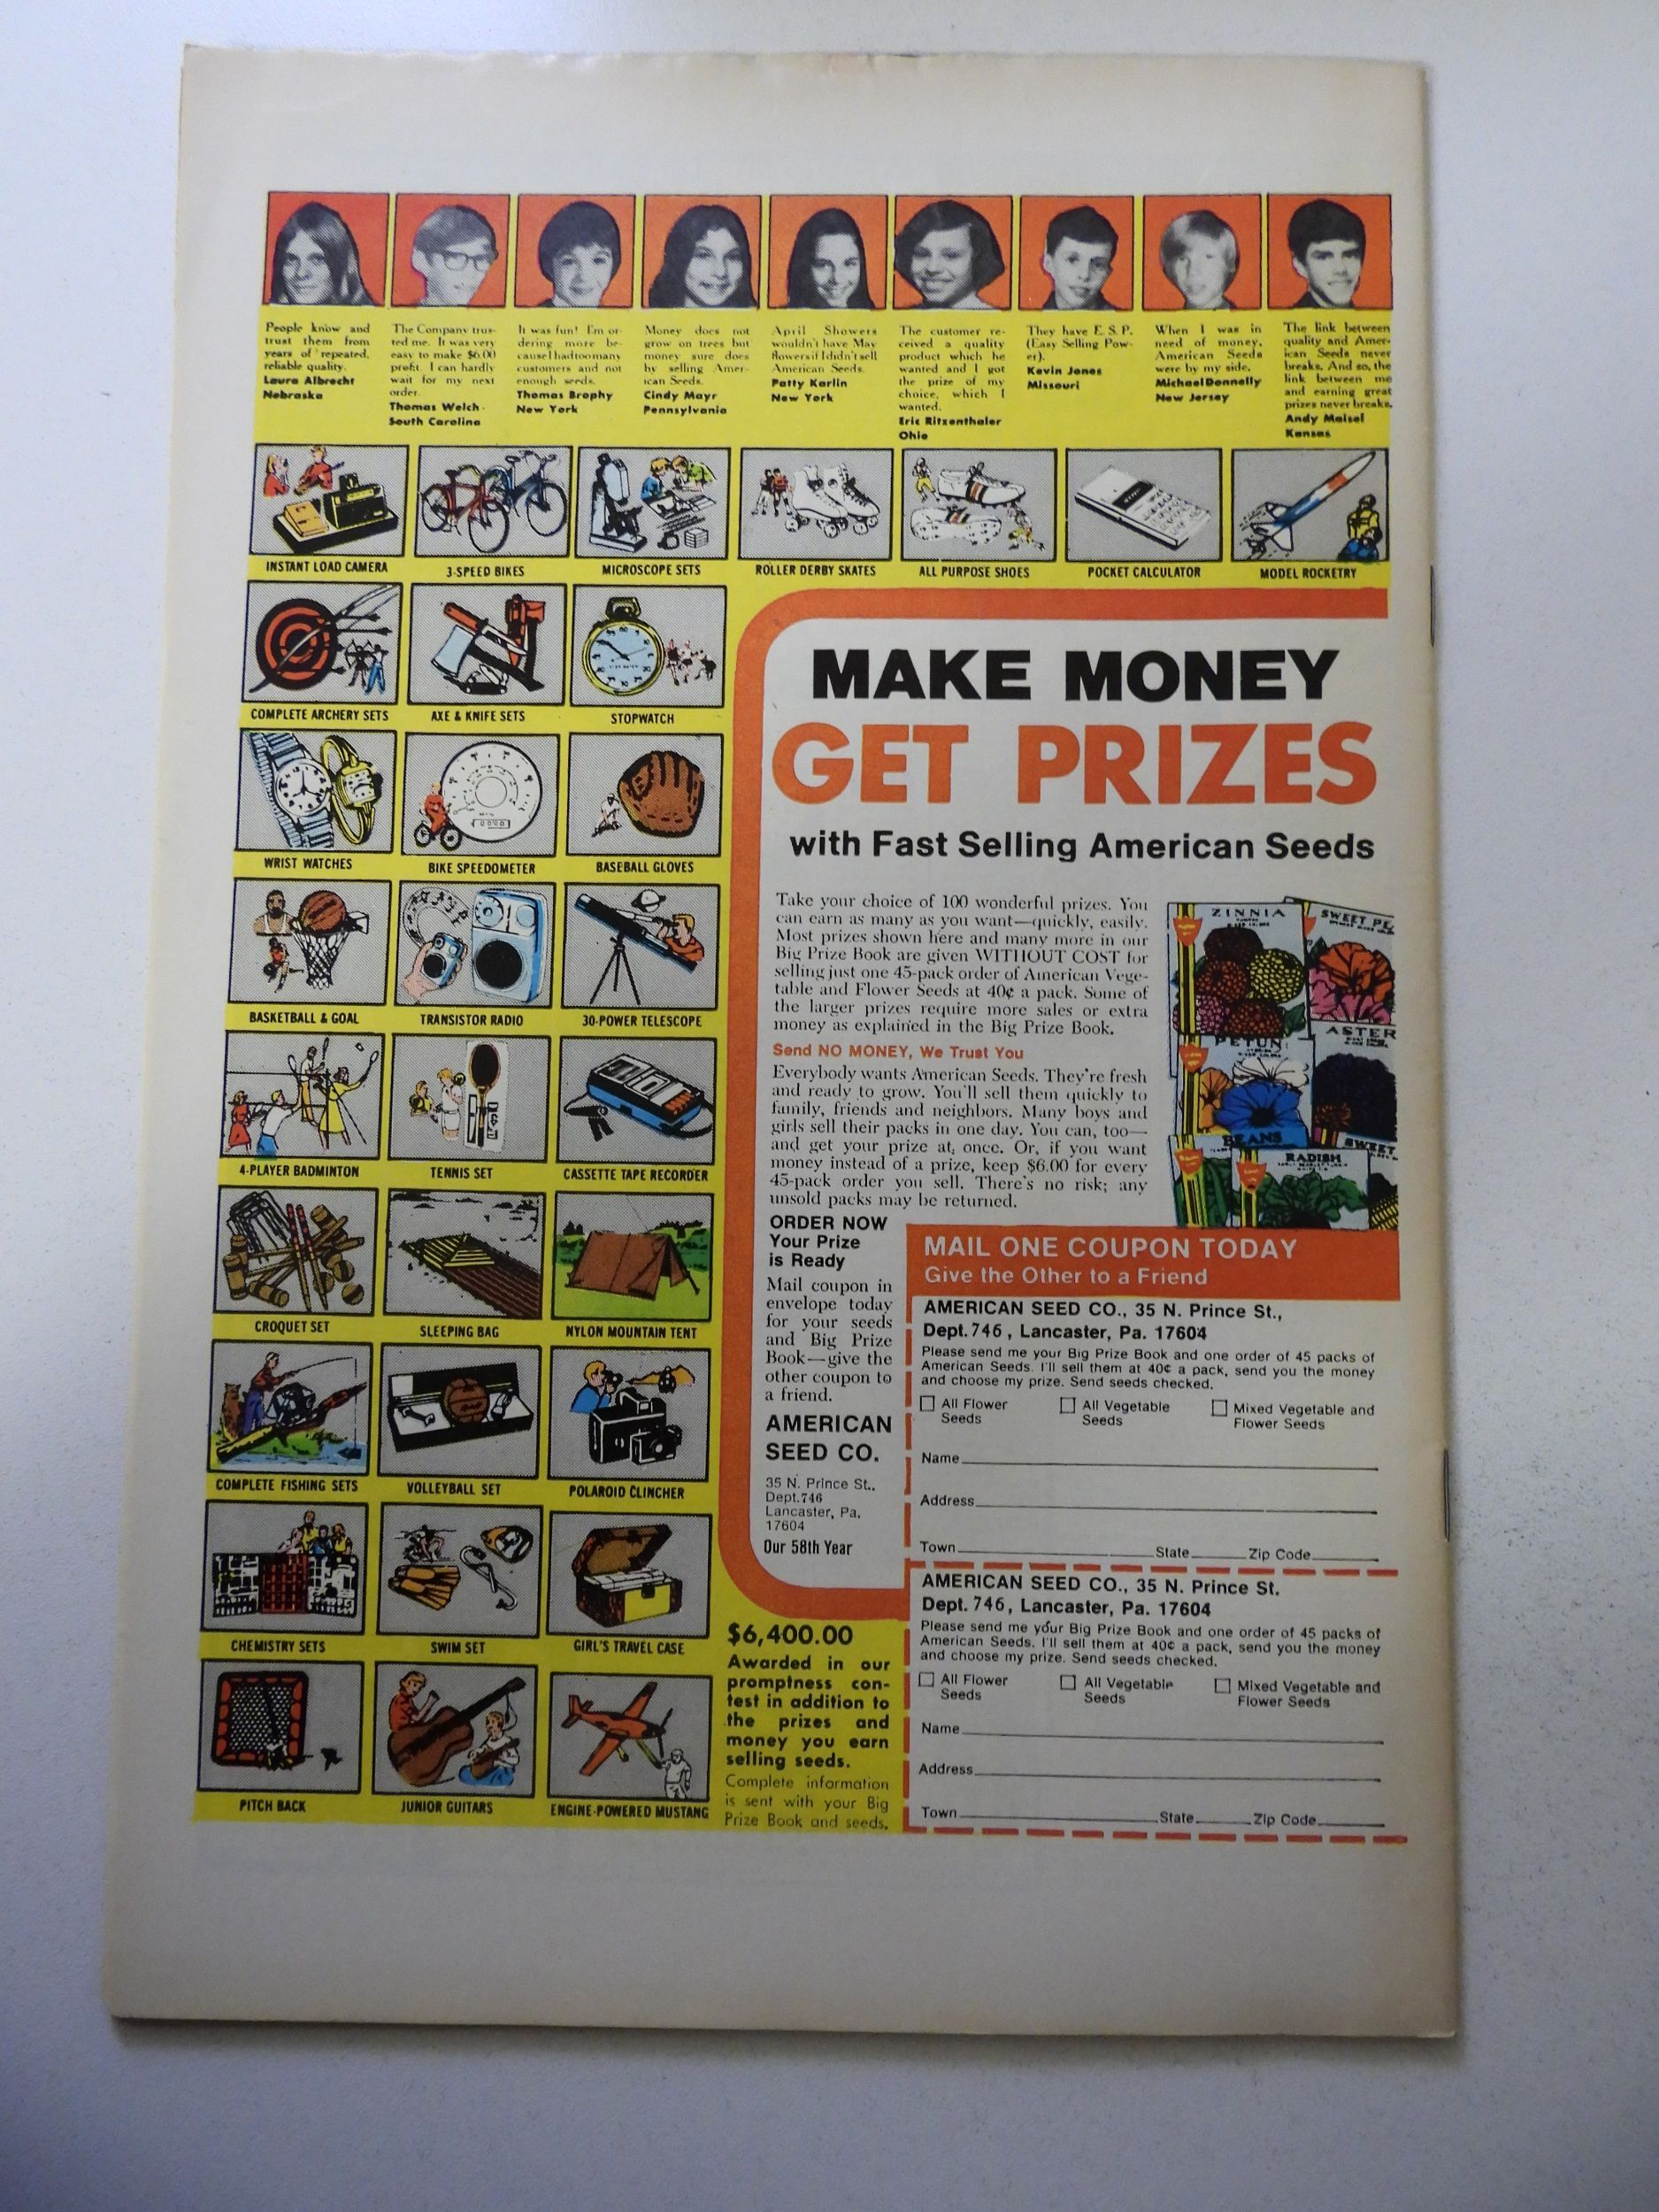 People know and
trust them from
years of repeated,
reliable quality.
Laura Albrecht
Nebraska
The Company trus-
ted me. It was very
easy to make $6.00
profit. I can hardly
wait for my next
order.
Thomas Welch
South Carolina
It was fun! I'm or-
dering more be-
cause I had too many
customers and not
enough seeds.
Thomas Brophy
New York
Money does not
grow on trees but
money sure does
by selling Amer-
ican Seeds.
Cindy Mayr
Pennsylvania
April Showers
wouldn't have May
flowers if I didn't sell
American Seeds.
Patty Karlin
New York
The customer re-
ceived a quality
product which he
wanted and I got
the prize of my
choice, which I
wanted.
Eric Ritzenthaler
Ohio
They have E. S. P.
(Easy Selling Pow-
er).
Kevin Jones
Missouri
When I was in
need of money,
American Seeds
were by my side.
Michael Donnelly
New Jersey
The link between
quality and Amer-
ican Seeds never
breaks. And so, the
link between me
and earning great
prizes never breaks.
Andy Maisel
Kansas
INSTANT LOAD CAMERA
3-SPEED BIKES
MICROSCOPE SETS
ROLLER DERBY SKATES
ALL PURPOSE SHOES
POCKET CALCULATOR
MODEL ROCKETRY
COMPLETE ARCHERY SETS
AXE & KNIFE SETS
STOPWATCH
WRIST WATCHES
BIKE SPEEDOMETER
BASEBALL GLOVES
BASKETBALL & GOAL
TRANSISTOR RADIO
30-POWER TELESCOPE
4-PLAYER BADMINTON
TENNIS SET
CASSETTE TAPE RECORDER
CROQUET SET
SLEEPING BAG
NYLON MOUNTAIN TENT
COMPLETE FISHING SETS
VOLLEYBALL SET
POLAROID CLINCHER
CHEMISTRY SETS
SWIM SET
GIRL'S TRAVEL CASE
PITCH BACK
JUNIOR GUITARS
ENGINE-POWERED MUSTANG
MAKE MONEY
GET PRIZES
with Fast Selling American Seeds
Take your choice of 100 wonderful prizes. You
can earn as many as you want—quickly, easily.
Most prizes shown here and many more in our
Big Prize Book are given WITHOUT COST for
selling just one 45-pack order of American Vege-
table and Flower Seeds at 40¢ a pack. Some of
the larger prizes require more sales or extra
money as explained in the Big Prize Book.
Send NO MONEY, We Trust You
Everybody wants American Seeds. They're fresh
and ready to grow. You'll sell them quickly to
family, friends and neighbors. Many boys and
girls sell their packs in one day. You can, too—
and get your prize at once. Or, if you want
money instead of a prize, keep $6.00 for every
45-pack order you sell. There's no risk; any
unsold packs may be returned.
ZINNIA
SWEET PE
ASTER
PETUN
BEANS
SWEET
RADISH
ORDER NOW
Your Prize
is Ready
Mail coupon in
envelope today
for your seeds
and Big Prize
Book—give the
other coupon to
a friend.
AMERICAN
SEED CO.
35 N. Prince St.,
Dept.746
Lancaster, Pa.
17604
Our 58th Year
$6,400.00
Awarded in our
promptness con-
test in addition to
the prizes and
money you earn
selling seeds.
Complete information
is sent with your Big
Prize Book and seeds.
MAIL ONE COUPON TODAY
Give the Other to a Friend
AMERICAN SEED CO., 35 N. Prince St.,
Dept.746, Lancaster, Pa. 17604
Please send me your Big Prize Book and one order of 45 packs of
American Seeds. I'll sell them at 40¢ a pack, send you the money
and choose my prize. Send seeds checked.
All Flower
Seeds
All Vegetable
Seeds
Mixed Vegetable and
Flower Seeds
Name
Address
Town State Zip Code
AMERICAN SEED CO., 35 N. Prince St.
Dept. 746, Lancaster, Pa. 17604
Please send me your Big Prize Book and one order of 45 packs of
American Seeds. I'll sell them at 40¢ a pack, send you the money
and choose my prize. Send seeds checked.
All Flower
Seeds
All Vegetable
Seeds
Mixed Vegetable and
Flower Seeds
Name
Address
Town State Zip Code